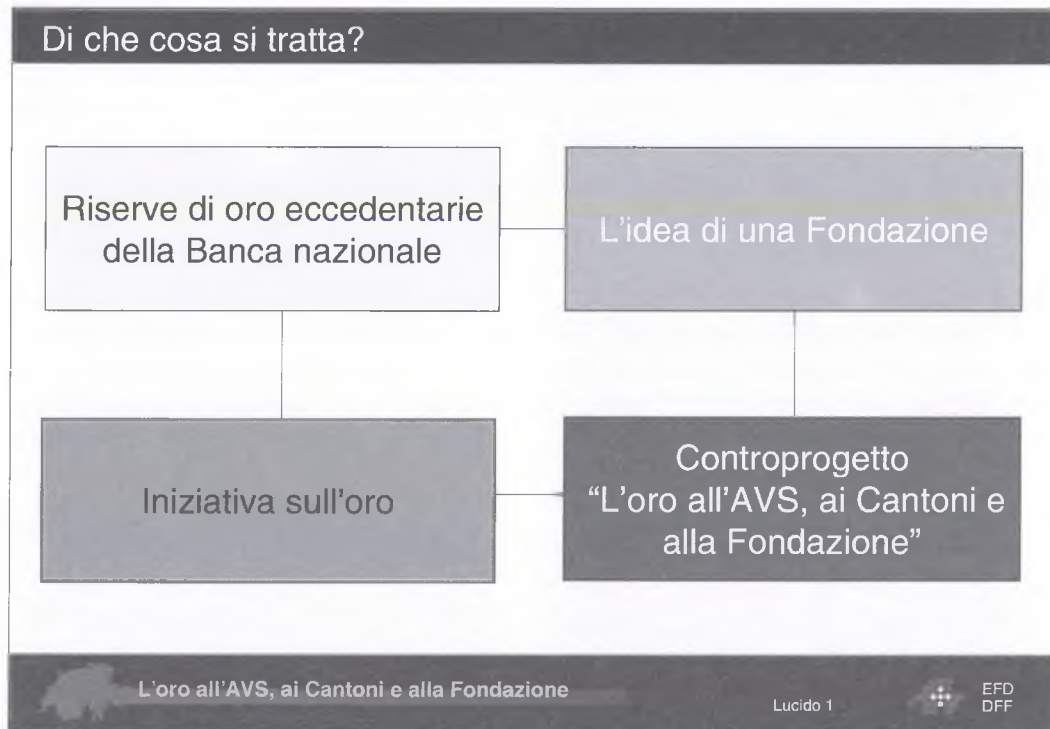 Di che cosa si tratta?
Riserve di oro eccedentarie
della Banca nazionale
L'idea di una Fondazione
Iniziativa sull'oro
Controprogetto
“L'oro all'AVS, ai Cantoni e
alla Fondazione”
L'oro all'AVS, ai Cantoni e alla Fondazione
Lucido 1
EFD
DFF